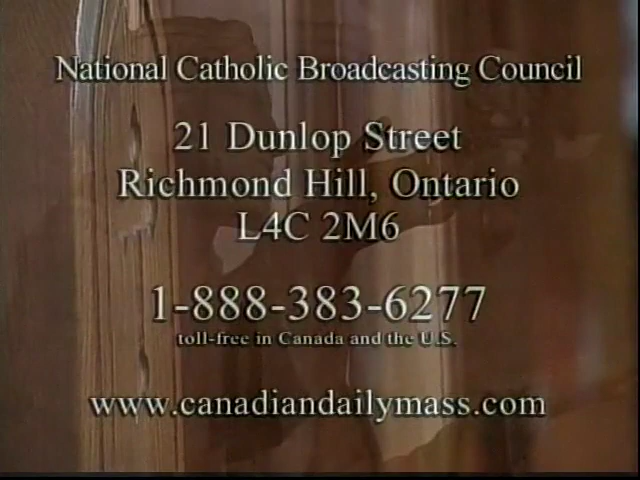 National Catholic Broadcasting Council
21 Dunlop Street
Richmond Hill, Ontario
L4C 2M6
1-888-383-6277
toll-free in Canada and the U.S.
www.canadiandailymass.com